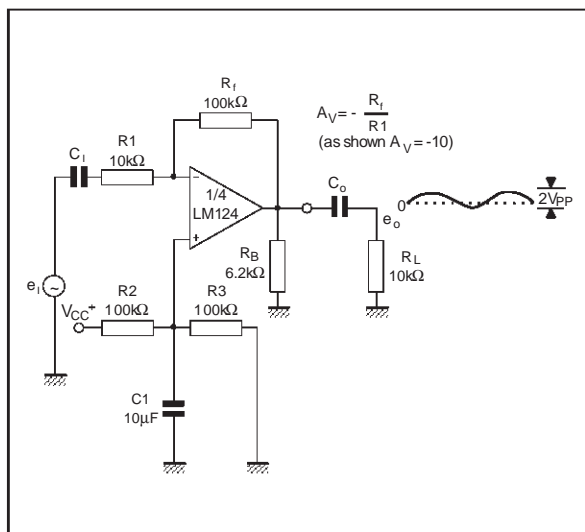 Rf
100kΩ
AV = - Rf
R1
(as shown AV = -10)
R1
10kΩ
CI
1/4
LM124
-
+
Co
0
2VPP
eo
RB
6.2kΩ
RL
10kΩ
eI
~
VCC+
R2
100kΩ
R3
100kΩ
C1
10μF